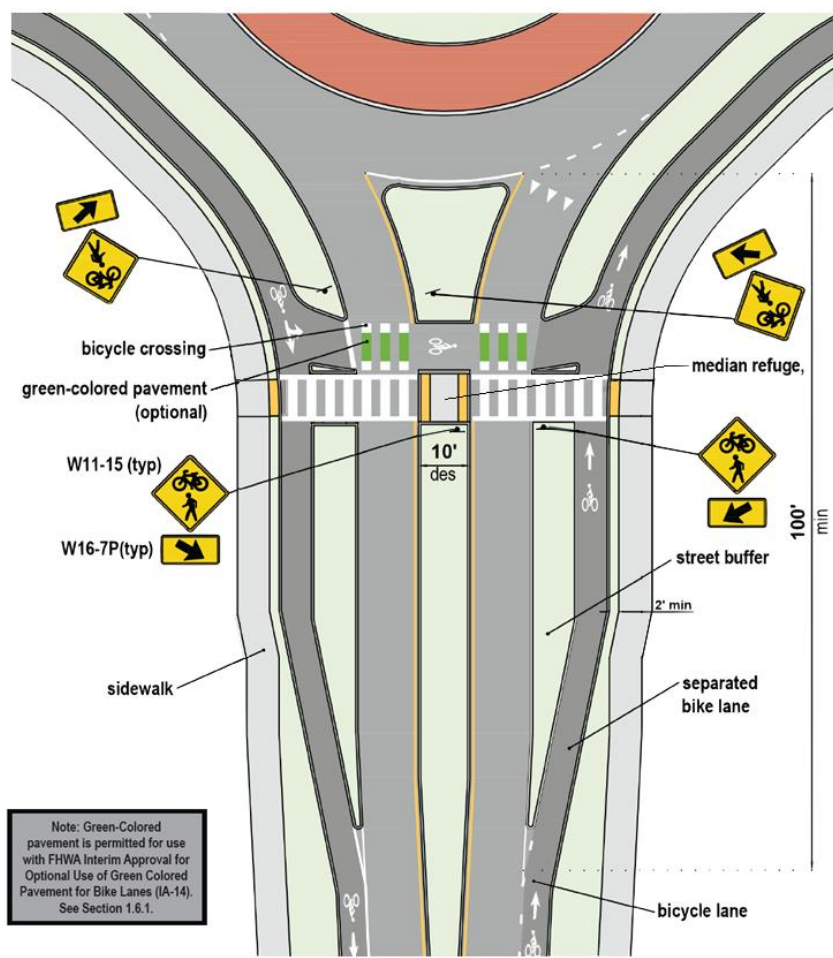 bicycle crossing
green-colored pavement
(optional)
median refuge,
W11-15 (typ)
10'
des
W16-7P(typ)
100'
min
street buffer
2' min
sidewalk
separated
bike lane
Note: Green-Colored
pavement is permitted for use
with FHWA Interim Approval for
Optional Use of Green Colored
Pavement for Bike Lanes (IA-14).
See Section 1.6.1.
bicycle lane